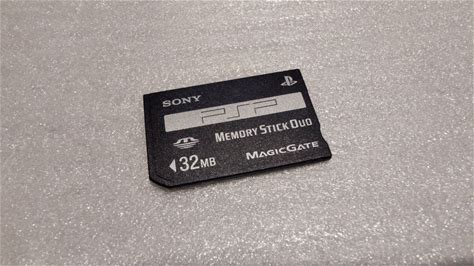 SONY
PSP
MEMORY STICK DUO
32MB
MAGICGATE